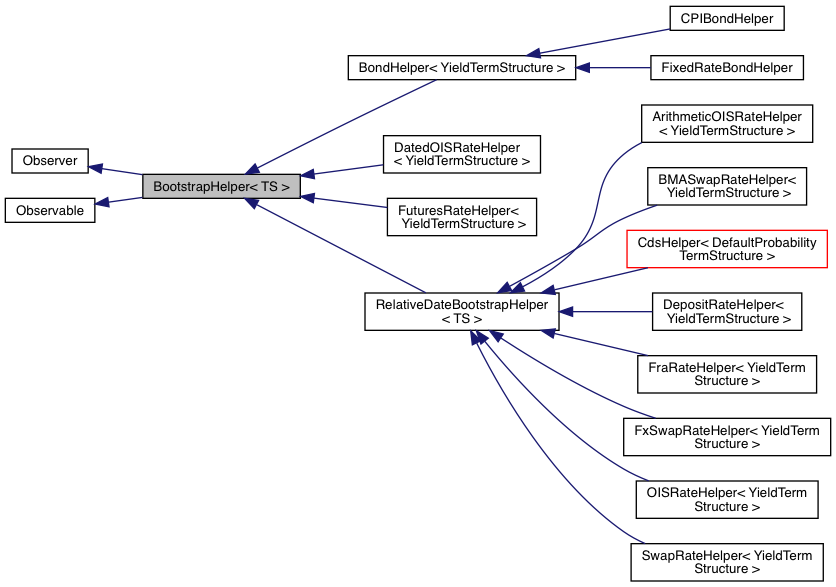 CPIBondHelper
BondHelper< YieldTermStructure >
FixedRateBondHelper
ArithmeticOISRateHelper
< YieldTermStructure >
Observer
DatedOISRateHelper
< YieldTermStructure >
BootstrapHelper< TS >
BMASwapRateHelper<
YieldTermStructure >
Observable
FuturesRateHelper<
YieldTermStructure >
CdsHelper< DefaultProbability
TermStructure >
RelativeDateBootstrapHelper
< TS >
DepositRateHelper<
YieldTermStructure >
FraRateHelper< YieldTerm
Structure >
FxSwapRateHelper< YieldTerm
Structure >
OISRateHelper< YieldTerm
Structure >
SwapRateHelper< YieldTerm
Structure >